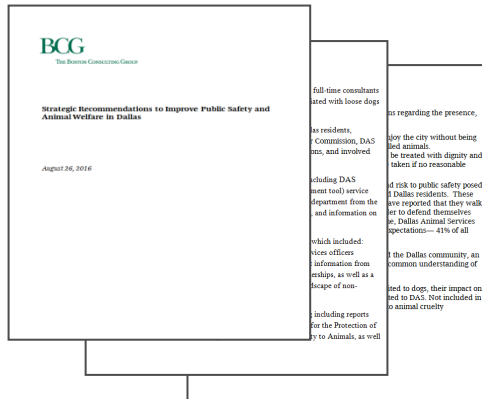 BCG
THE BOSTON CONSULTING GROUP
Strategic Recommendations to Improve Public Safety and
Animal Welfare in Dallas
August 26, 2016
full-time consultants
iated with loose dogs
las residents,
r Commission, DAS
ons, and involved
cluding DAS
ment tool) service
department from the
, and information on
which included:
vices officers
information from
erships, as well as a
dscape of non-
including reports
for the Protection of
ty to Animals, as well
ns regarding the presence,
njoy the city without being
lled animals.
be treated with dignity and
taken if no reasonable
d risk to public safety posed
d Dallas residents. These
ave reported that they walk
er to defend themselves
ne, Dallas Animal Services
xpectations— 41% of all
d the Dallas community, an
common understanding of
ited to dogs, their impact on
ted to DAS. Not included in
o animal cruelty